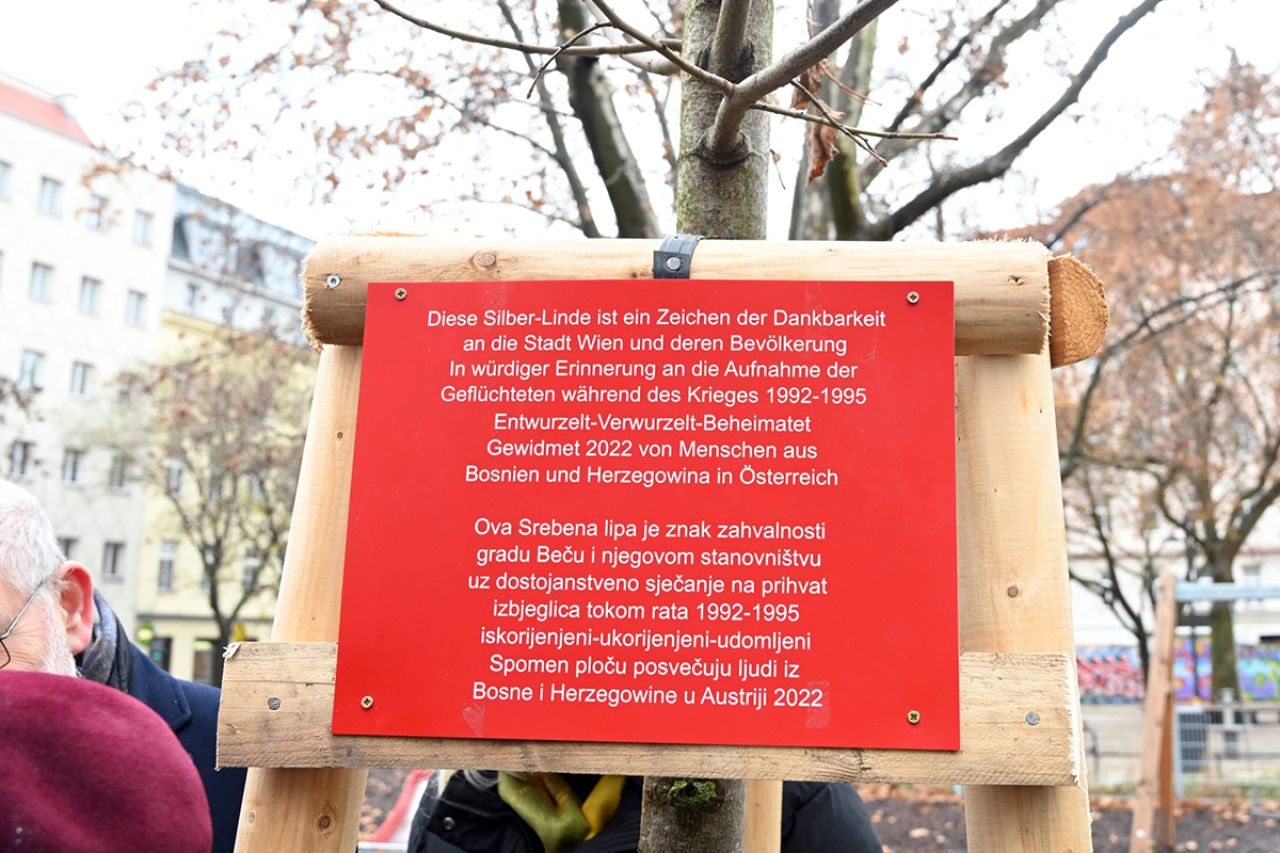 Diese Silber-Linde ist ein Zeichen der Dankbarkeit
an die Stadt Wien und deren Bevölkerung
In würdiger Erinnerung an die Aufnahme der
Geflüchteten während des Krieges 1992-1995
Entwurzelt-Verwurzelt-Beheimatet
Gewidmet 2022 von Menschen aus
Bosnien und Herzegowina in Österreich
Ova Srebena lipa je znak zahvalnosti
gradu Beču i njegovom stanovništvu
uz dostojanstveno sječanje na prihvat
izbjeglica tokom rata 1992-1995
iskorijenjeni-ukorijenjeni-udomljeni
Spomen ploču posvečuju ljudi iz
Bosne i Herzegowine u Austriji 2022